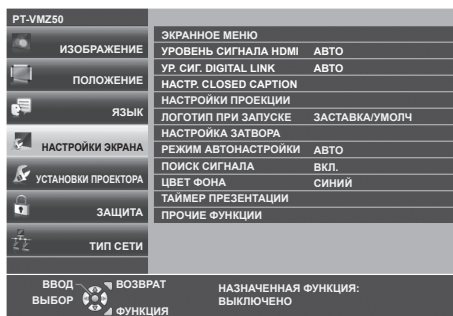 PT-VMZ50
ИЗОБРАЖЕНИЕ
ПОЛОЖЕНИЕ
ЯЗЫК
НАСТРОЙКИ ЭКРАНА
УСТАНОВКИ ПРОЕКТОРА
ЗАЩИТА
ТИП СЕТИ
ЭКРАННОЕ МЕНЮ
УРОВЕНЬ СИГНАЛА HDMI АВТО
УР. СИГ. DIGITAL LINK АВТО
НАСТР. CLOSED CAPTION
НАСТРОЙКИ ПРОЕКЦИИ
ЛОГОТИП ПРИ ЗАПУСКЕ ЗАСТАВКА/УМОЛЧ
НАСТРОЙКА ЗАТВОРА
РЕЖИМ АВТОНАСТРОЙКИ АВТО
ПОИСК СИГНАЛА ВКЛ.
ЦВЕТ ФОНА СИНИЙ
ТАЙМЕР ПРЕЗЕНТАЦИИ
ПРОЧИЕ ФУНКЦИИ
ВВОД ВОЗВРАТ
ВЫБОР
ФУНКЦИЯ
НАЗНАЧЕННАЯ ФУНКЦИЯ:
ВЫКЛЮЧЕНО